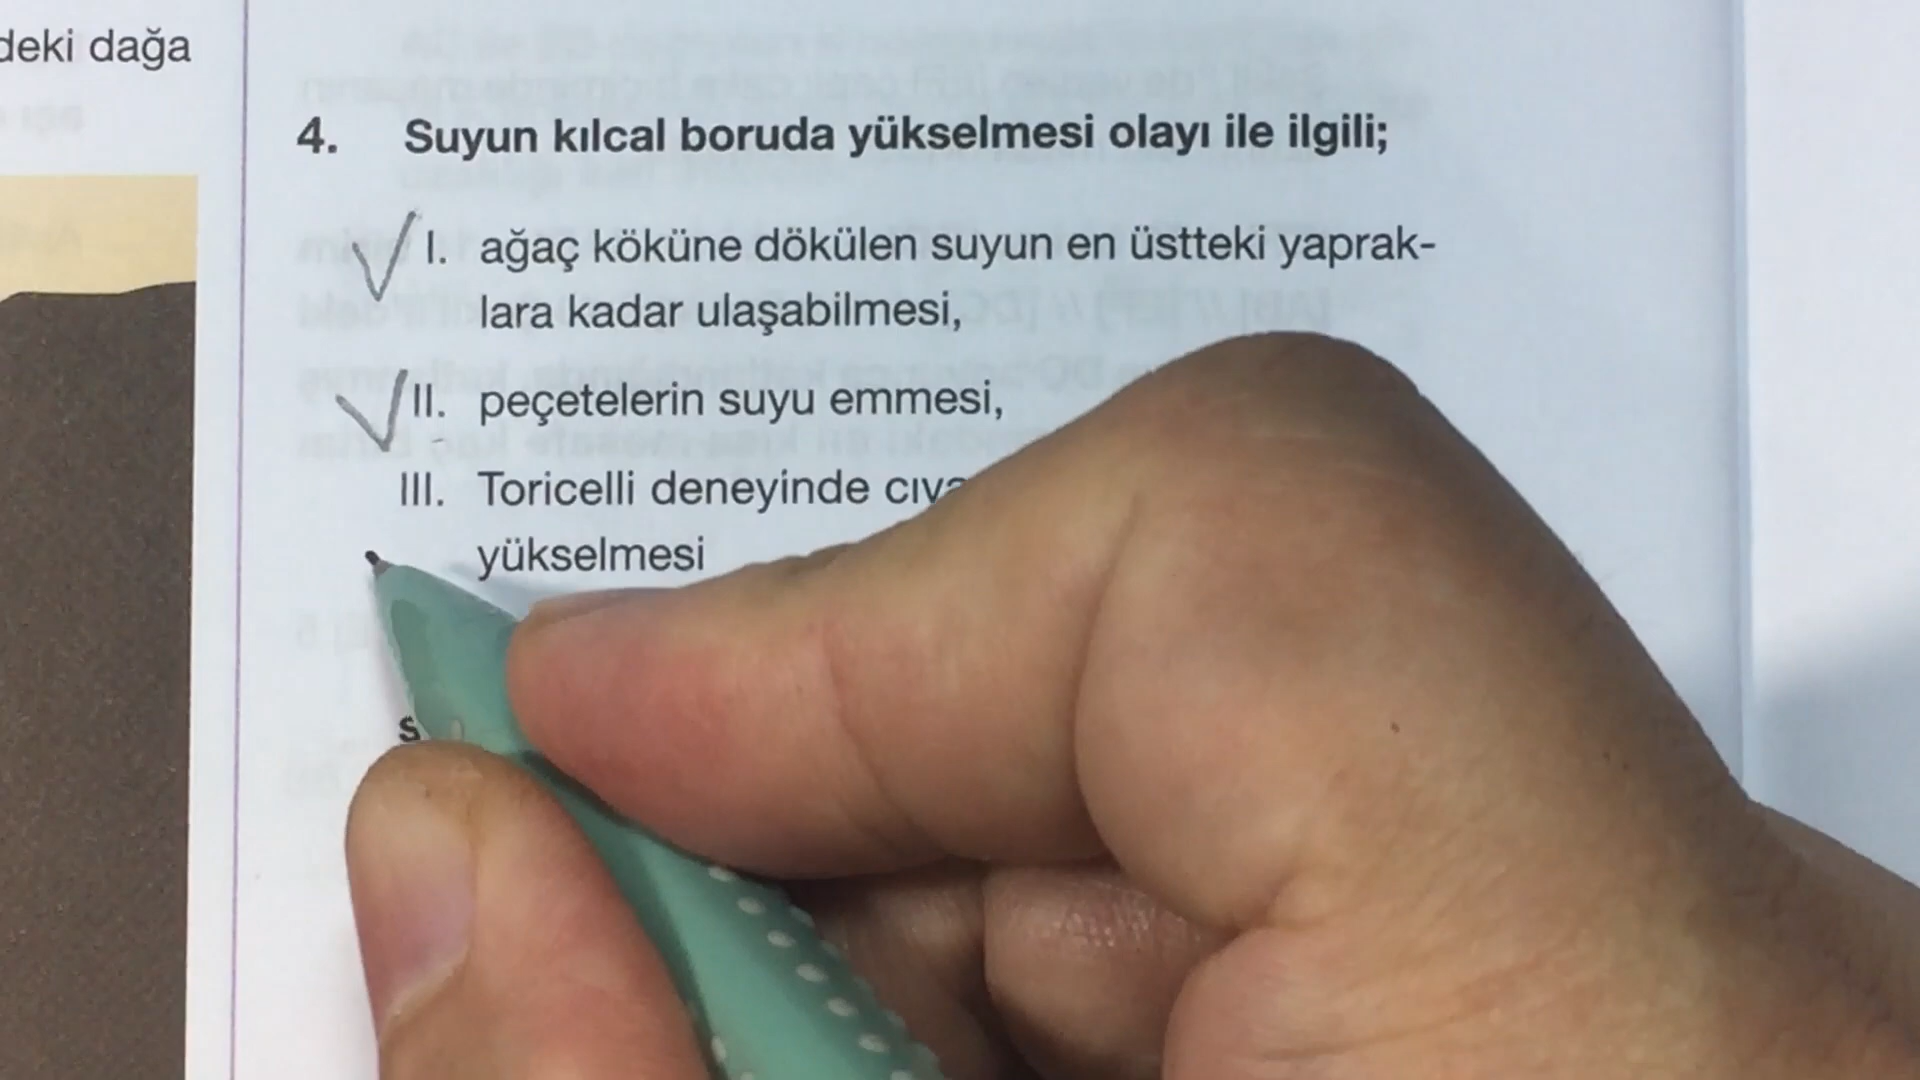 deki dağa
4. Suyun kılcal boruda yükselmesi olayı ile ilgili;
I. ağaç köküne dökülen suyun en üstteki yaprak-
lara kadar ulaşabilmesi,
II. peçetelerin suyu emmesi,
III. Toricelli deneyinde
yükselmesi